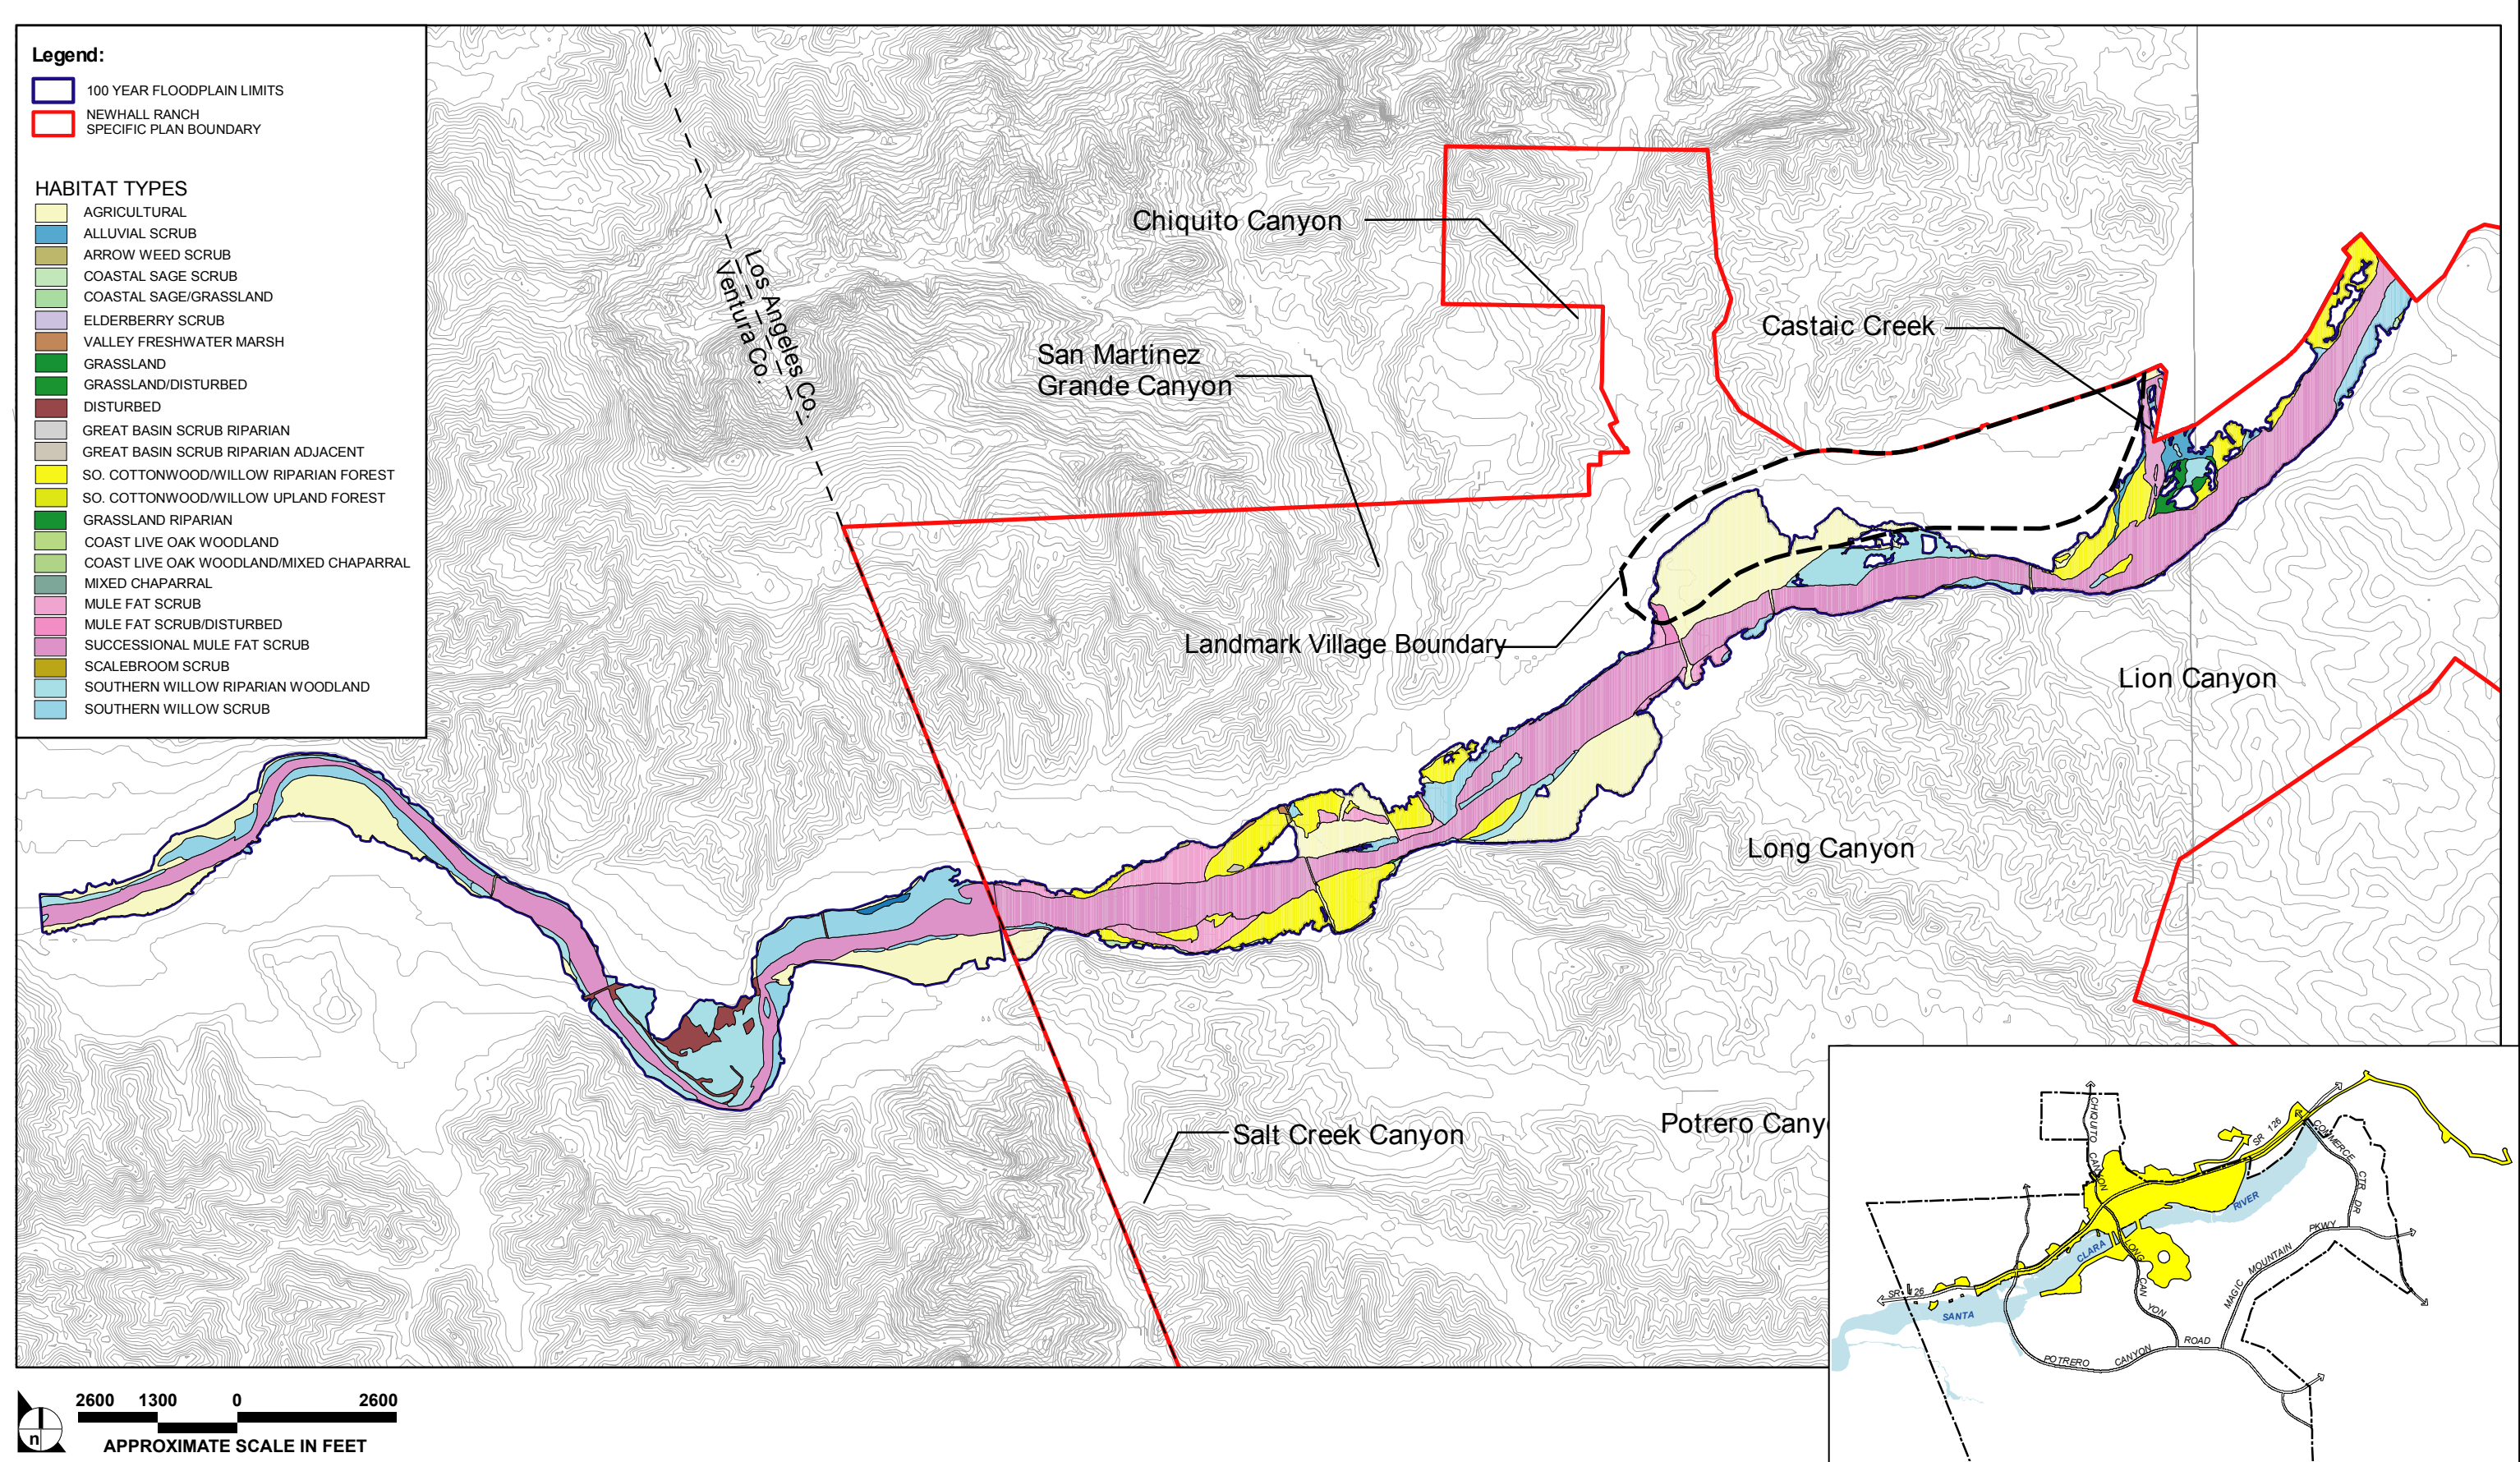 Legend:
100 YEAR FLOODPLAIN LIMITS
NEWHALL RANCH
SPECIFIC PLAN BOUNDARY
HABITAT TYPES
AGRICULTURAL
ALLUVIAL SCRUB
ARROW WEED SCRUB
COASTAL SAGE SCRUB
COASTAL SAGE/GRASSLAND
ELDERBERRY SCRUB
VALLEY FRESHWATER MARSH
GRASSLAND
GRASSLAND/DISTURBED
DISTURBED
GREAT BASIN SCRUB RIPARIAN
GREAT BASIN SCRUB RIPARIAN ADJACENT
SO. COTTONWOOD/WILLOW RIPARIAN FOREST
SO. COTTONWOOD/WILLOW UPLAND FOREST
GRASSLAND RIPARIAN
COAST LIVE OAK WOODLAND
COAST LIVE OAK WOODLAND/MIXED CHAPARRAL
MIXED CHAPARRAL
MULE FAT SCRUB
MULE FAT SCRUB/DISTURBED
SUCCESSIONAL MULE FAT SCRUB
SCALEBROOM SCRUB
SOUTHERN WILLOW RIPARIAN WOODLAND
SOUTHERN WILLOW SCRUB
Los Angeles Co.
Ventura Co.
Chiquito Canyon
San Martinez
Grande Canyon
Castaic Creek
Landmark Village Boundary
Lion Canyon
Long Canyon
Salt Creek Canyon
Potrero Cany
CHIQUITO CANYON
SR 126
COMMERCE CTR DR
RIVER
CLARA
SANTA
SR 126
LONG CAN YON
PKWY
MOUNTAIN
MAGIC
ROAD
POTRERO CANYON
2600 1300 0 2600
n
APPROXIMATE SCALE IN FEET